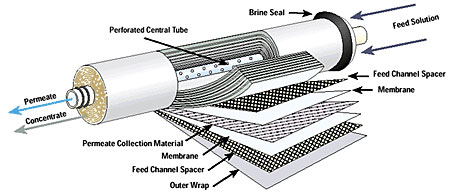 Brine Seal
Feed Solution
Perforated Central Tube
Feed Channel Spacer
Membrane
Permeate
Concentrate
Permeate Collection Material
Membrane
Feed Channel Spacer
Outer Wrap